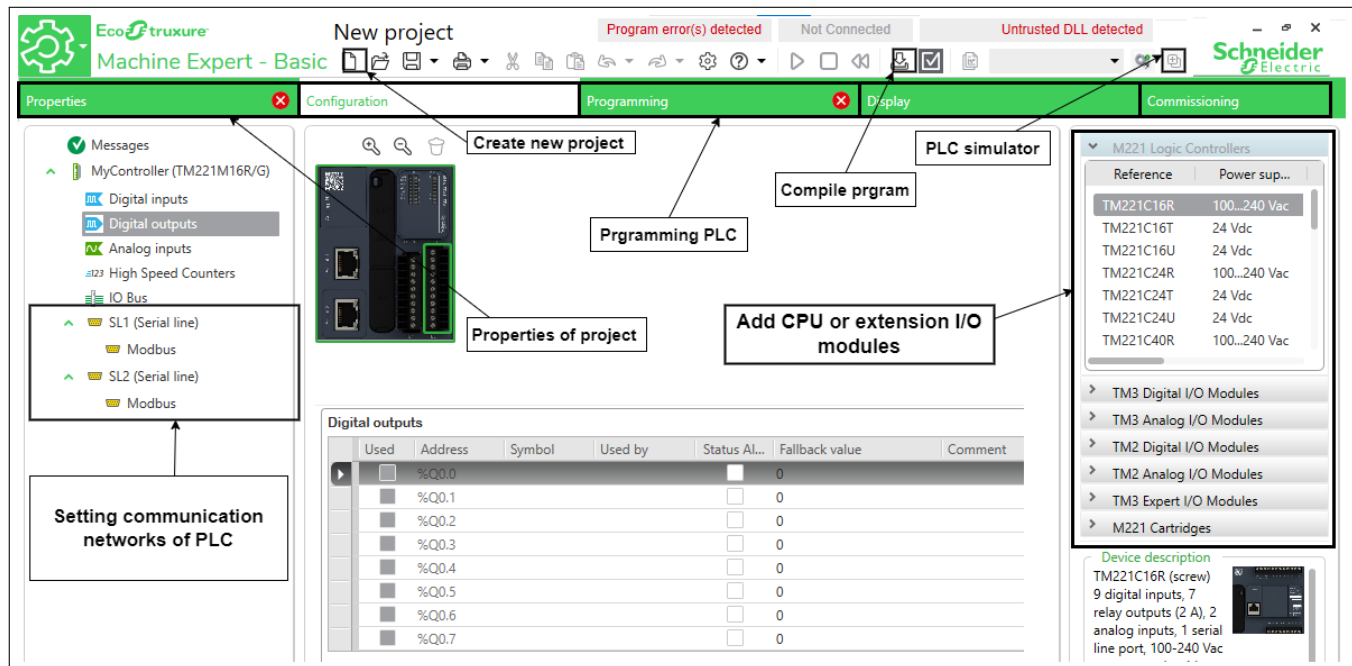 EcoStruxure
New project
Program error(s) detected
Not Connected
Untrusted DLL detected
Machine Expert - Basic
Schneider
Electric
Properties
Configuration
Programming
Display
Commissioning
Create new project
PLC simulator
Compile prgram
Prgramming PLC
Properties of project
Add CPU or extension I/O
modules
Messages
MyController (TM221M16R/G)
Digital inputs
Digital outputs
Analog inputs
High Speed Counters
IO Bus
SL1 (Serial line)
Modbus
SL2 (Serial line)
Modbus
Setting communication
networks of PLC
Digital outputs
Used Address Symbol Used by Status Al... Fallback value Comment
%Q0.0 0
%Q0.1 0
%Q0.2 0
%Q0.3 0
%Q0.4 0
%Q0.5 0
%Q0.6 0
%Q0.7 0
M221 Logic Controllers
Reference Power sup...
TM221C16R 100...240 Vac
TM221C16T 24 Vdc
TM221C16U 24 Vdc
TM221C24R 100...240 Vac
TM221C24T 24 Vdc
TM221C24U 24 Vdc
TM221C40R 100...240 Vac
TM3 Digital I/O Modules
TM3 Analog I/O Modules
TM2 Digital I/O Modules
TM2 Analog I/O Modules
TM3 Expert I/O Modules
M221 Cartridges
Device description
TM221C16R (screw)
9 digital inputs, 7
relay outputs (2 A), 2
analog inputs, 1 serial
line port, 100-240 Vac